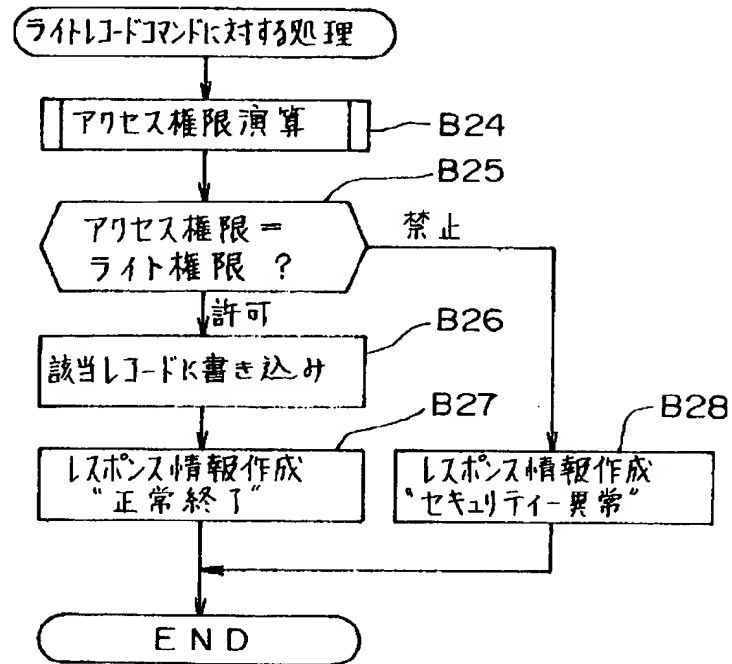 ライトレコードコマンドに対する処理
アクセス権限演算
B24
B25
アクセス権限＝
ライト権限 ?
禁止
許可
B26
該当レコードに書き込み
B27
B28
レスポンス情報作成
"正常終了"
レスポンス情報作成
"セキュリティー異常"
END